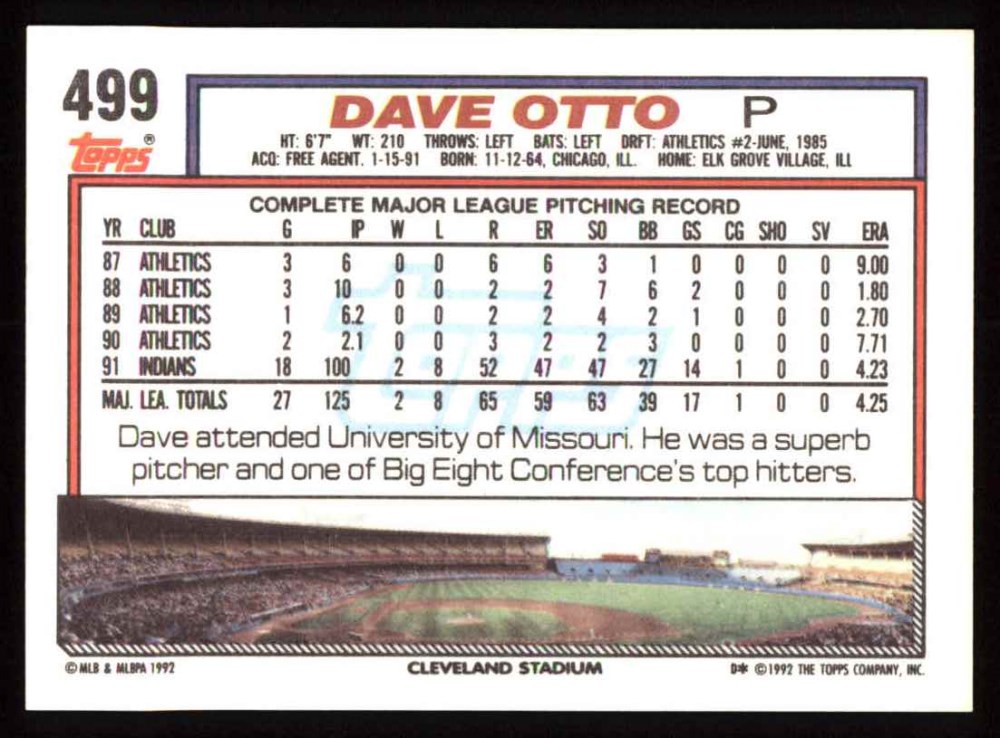 499
topps®
DAVE OTTO P
HT: 6'7" WT: 210 THROWS: LEFT BATS: LEFT DRFT: ATHLETICS #2-JUNE, 1985
ACQ: FREE AGENT. 1-15-91 BORN: 11-12-64, CHICAGO, ILL. HOME: ELK GROVE VILLAGE, ILL
COMPLETE MAJOR LEAGUE PITCHING RECORD
YR CLUB G IP W L R ER SO BB GS CG SHO SV ERA
87 ATHLETICS 3 6 0 0 6 6 3 1 0 0 0 0 9.00
88 ATHLETICS 3 10 0 0 2 2 7 6 2 0 0 0 1.80
89 ATHLETICS 1 6.2 0 0 2 2 4 2 1 0 0 0 2.70
90 ATHLETICS 2 2.1 0 0 3 2 2 3 0 0 0 0 7.71
91 INDIANS 18 100 2 8 52 47 47 27 14 1 0 0 4.23
MAJ. LEA. TOTALS 27 125 2 8 65 59 63 39 17 1 0 0 4.25
topps
Dave attended University of Missouri. He was a superb
pitcher and one of Big Eight Conference's top hitters.
© MLB & MLBPA 1992 CLEVELAND STADIUM D* © 1992 THE TOPPS COMPANY, INC.